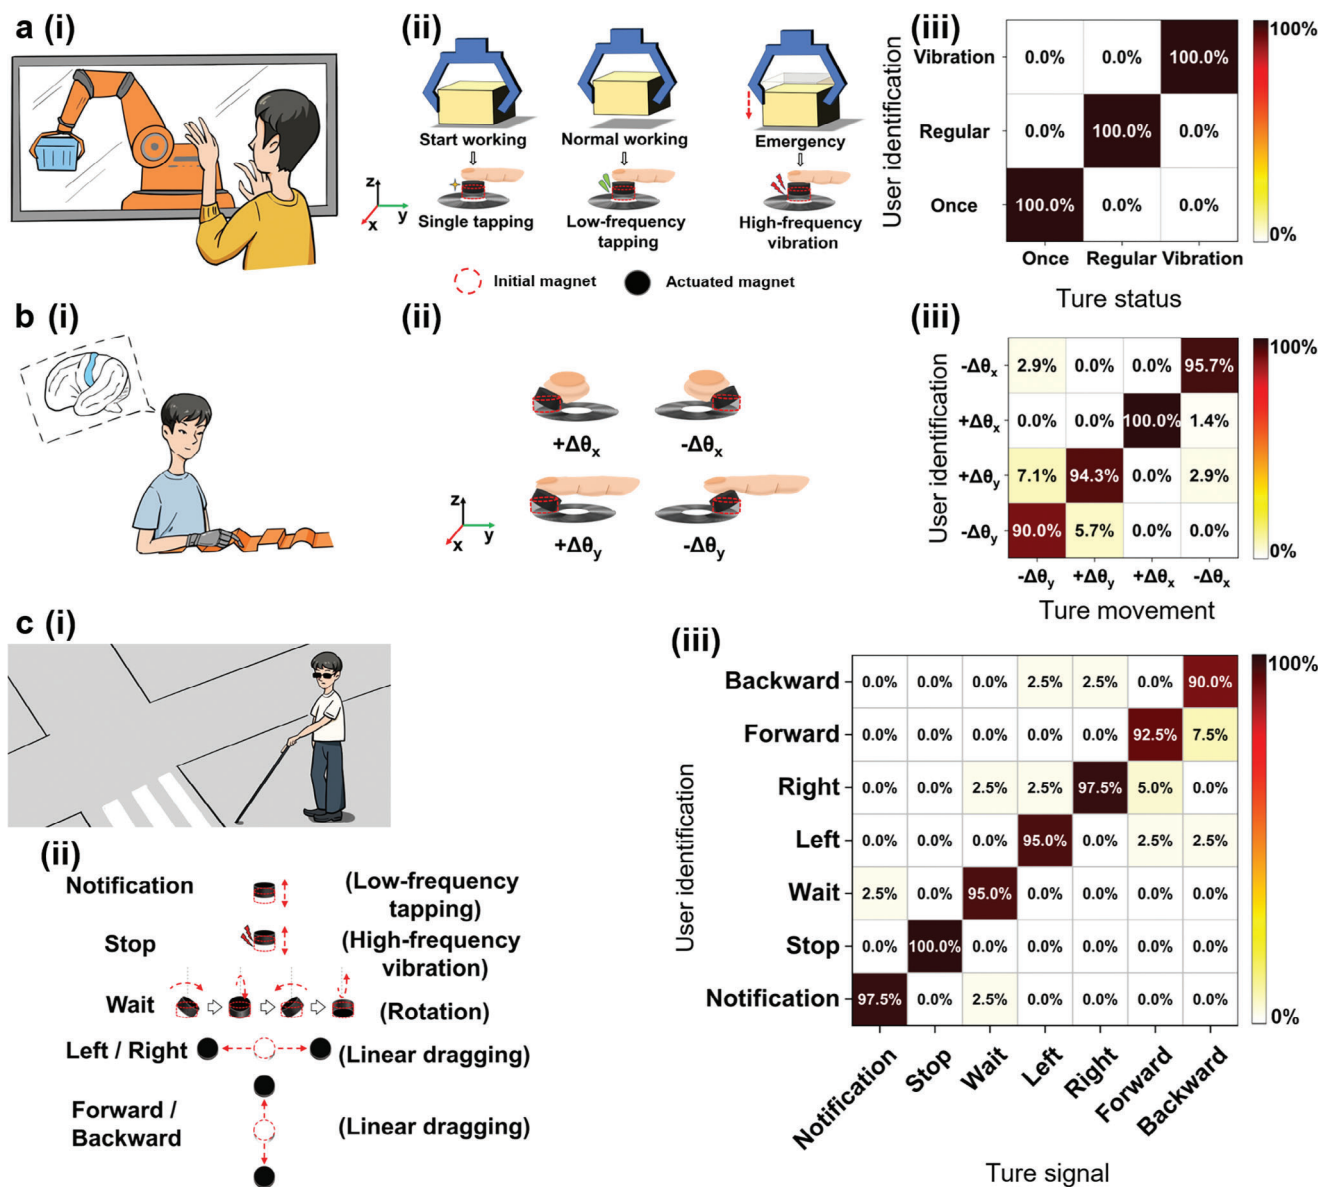 a (i)
(ii)
Start working
Normal working
Emergency
z
y
x
Single tapping
Low-frequency
tapping
High-frequency
vibration
Initial magnet
Actuated magnet
(iii)
User identification
Vibration
0.0% 0.0% 100.0%
Regular
0.0% 100.0% 0.0%
Once
100.0% 0.0% 0.0%
Once Regular Vibration
Ture status
100%
0%
b (i)
(ii)
+Δθx
-Δθx
z
y
x
+Δθy
-Δθy
(iii)
User identification
-Δθx
2.9% 0.0% 0.0% 95.7%
+Δθx
0.0% 0.0% 100.0% 1.4%
+Δθy
7.1% 94.3% 0.0% 2.9%
-Δθy
90.0% 5.7% 0.0% 0.0%
-Δθy +Δθy +Δθx -Δθx
Ture movement
100%
0%
c (i)
(ii)
Notification
(Low-frequency
tapping)
Stop
(High-frequency
vibration)
Wait
(Rotation)
Left / Right
(Linear dragging)
Forward /
Backward
(Linear dragging)
(iii)
User identification
Backward
0.0% 0.0% 0.0% 2.5% 2.5% 0.0% 90.0%
Forward
0.0% 0.0% 0.0% 0.0% 0.0% 92.5% 7.5%
Right
0.0% 0.0% 2.5% 2.5% 97.5% 5.0% 0.0%
Left
0.0% 0.0% 0.0% 95.0% 0.0% 2.5% 2.5%
Wait
2.5% 0.0% 95.0% 0.0% 0.0% 0.0% 0.0%
Stop
0.0% 100.0% 0.0% 0.0% 0.0% 0.0% 0.0%
Notification
97.5% 0.0% 2.5% 0.0% 0.0% 0.0% 0.0%
Notification Stop Wait Left Right Forward Backward
Ture signal
100%
0%